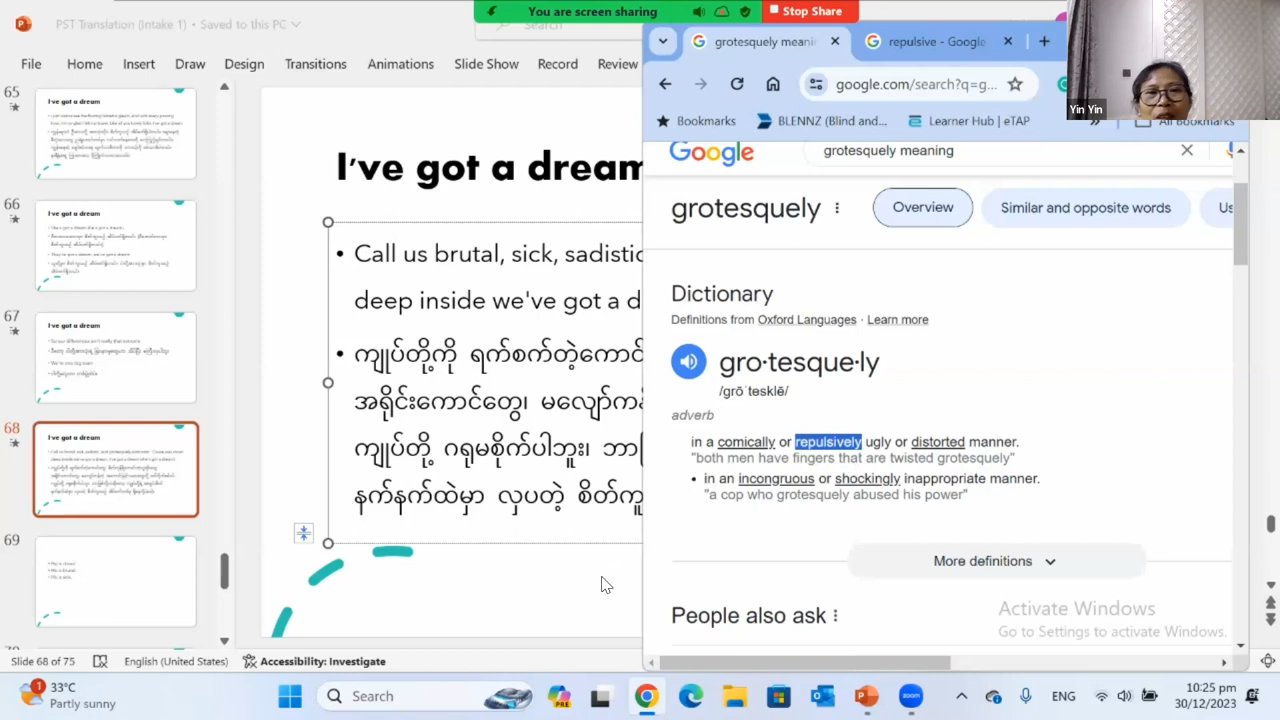 PST Translation (Intake 1) • Saved to this PC
Search
You are screen sharing
Stop Share
File Home Insert Draw Design Transitions Animations Slide Show Record Review
65
I've got a dream
66
I've got a dream
67
I've got a dream
68
I've got a dream
69
I've got a dream
• Call us brutal, sick, sadistic
deep inside we've got a d
• ကျုပ်တို့ကို ရက်စက်တဲ့ကောင်
အရိုင်းကောင်တွေ၊ မလျော်ကန်
ကျုပ်တို့ ဂရုမစိုက်ပါဘူး၊ ဘာ
နက်နက်ထဲမှာ လှပတဲ့ စိတ်ကူ
grotesquely meani
repulsive - Google
google.com/search?q=g...
Bookmarks
BLENNZ (Blind and...
Learner Hub | eTAP
All Bookmarks
Yin Yin
Google
grotesquely meaning
grotesquely
Overview
Similar and opposite words
Us
Dictionary
Definitions from Oxford Languages · Learn more
gro·tesque·ly
/grōˈtesklē/
adverb
in a comically or repulsively ugly or distorted manner.
"both men have fingers that are twisted grotesquely"
• in an incongruous or shockingly inappropriate manner.
"a cop who grotesquely abused his power"
More definitions
People also ask
Activate Windows
Go to Settings to activate Windows.
Slide 68 of 75
English (United States)
Accessibility: Investigate
1
33°C
Partly sunny
Search
PRE
zoom
ENG
10:25 pm
30/12/2023